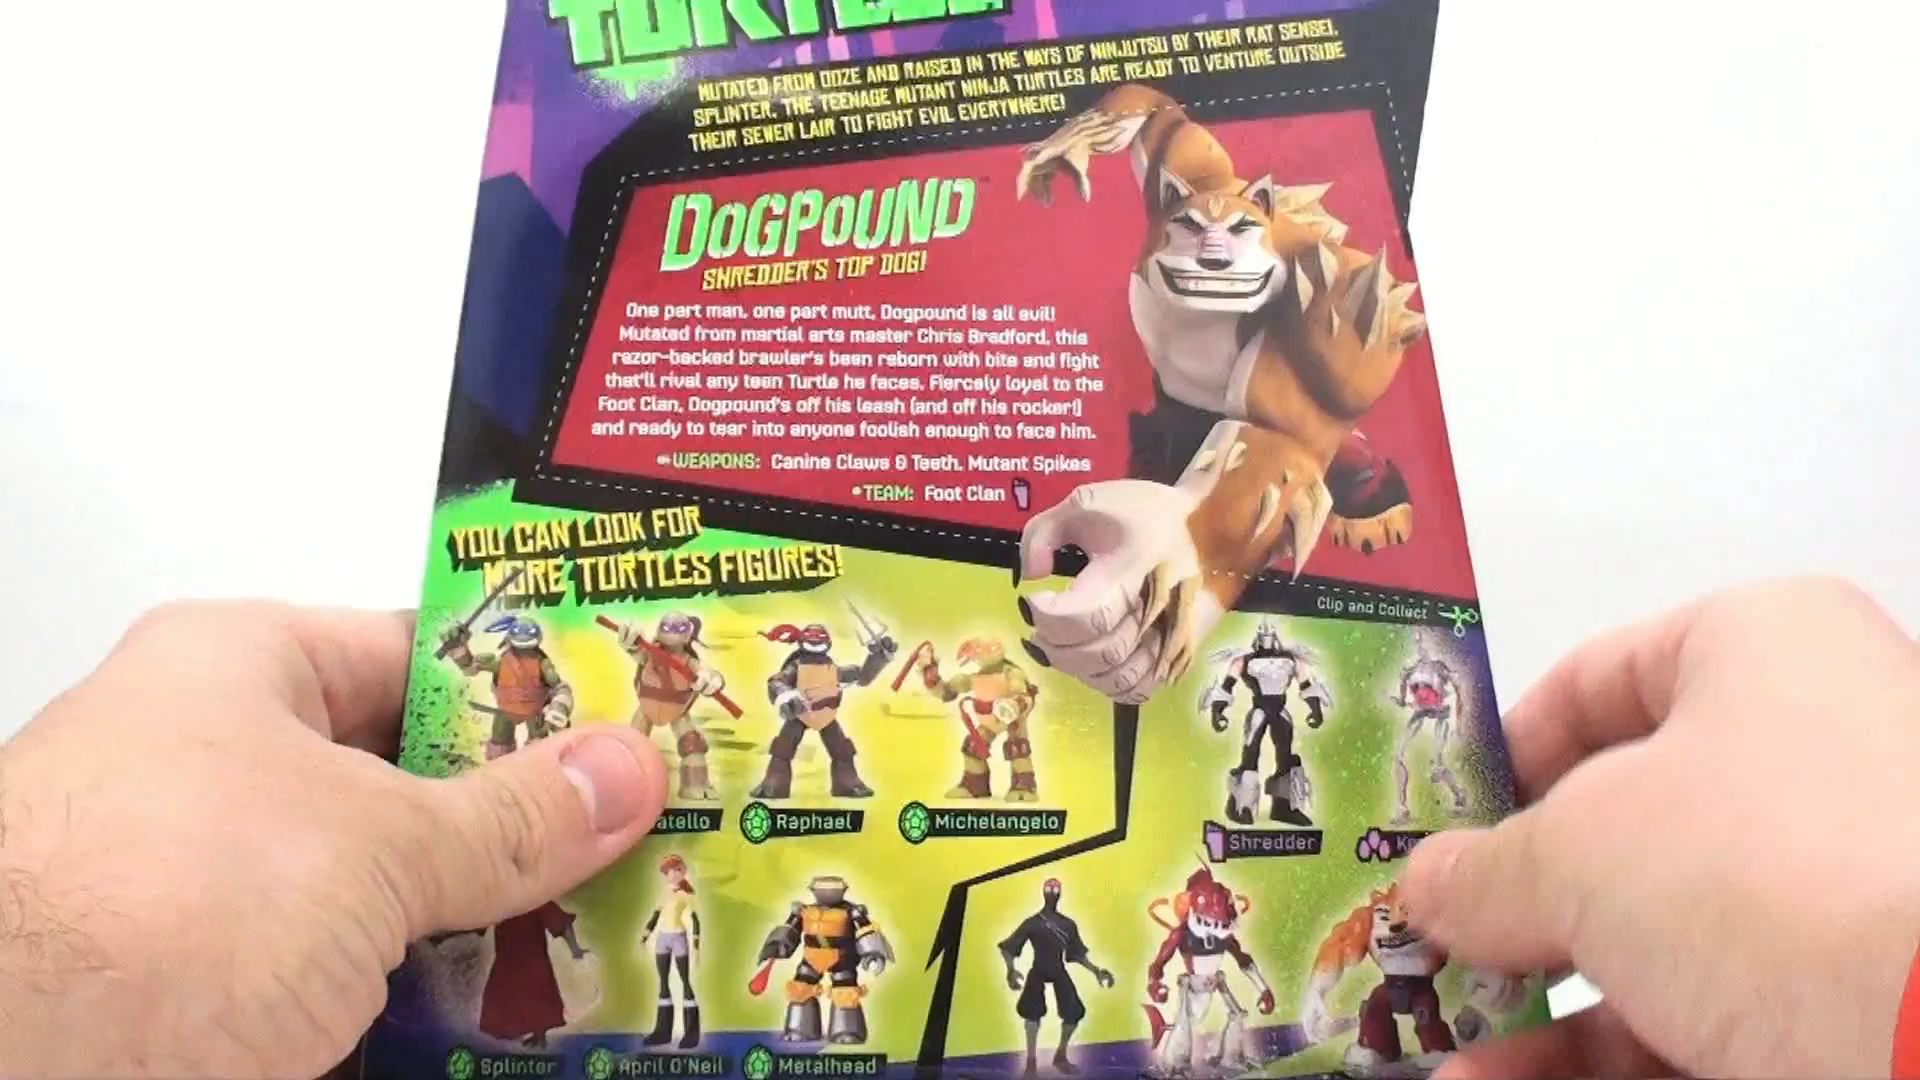 TURTLES
MUTATED FROM OOZE AND RAISED IN THE WAYS OF NINJUTSU BY THEIR RAT SENSEI,
SPLINTER, THE TEENAGE MUTANT NINJA TURTLES ARE READY TO VENTURE OUTSIDE
THEIR SEWER LAIR TO FIGHT EVIL EVERYWHERE!
DOGPOUND™
SHREDDER'S TOP DOG!
One part man, one part mutt, Dogpound is all evil!
Mutated from martial arts master Chris Bradford, this
razor-backed brawler's been reborn with bite and fight
that'll rival any teen Turtle he faces. Fiercely loyal to the
Foot Clan, Dogpound's off his leash (and off his rocker!)
and ready to tear into anyone foolish enough to face him.
• WEAPONS: Canine Claws & Teeth, Mutant Spikes
• TEAM: Foot Clan
YOU CAN LOOK FOR
MORE TURTLES FIGURES!
Clip and Collect
atello Raphael Michelangelo Shredder
Splinter April O'Neil Metalhead